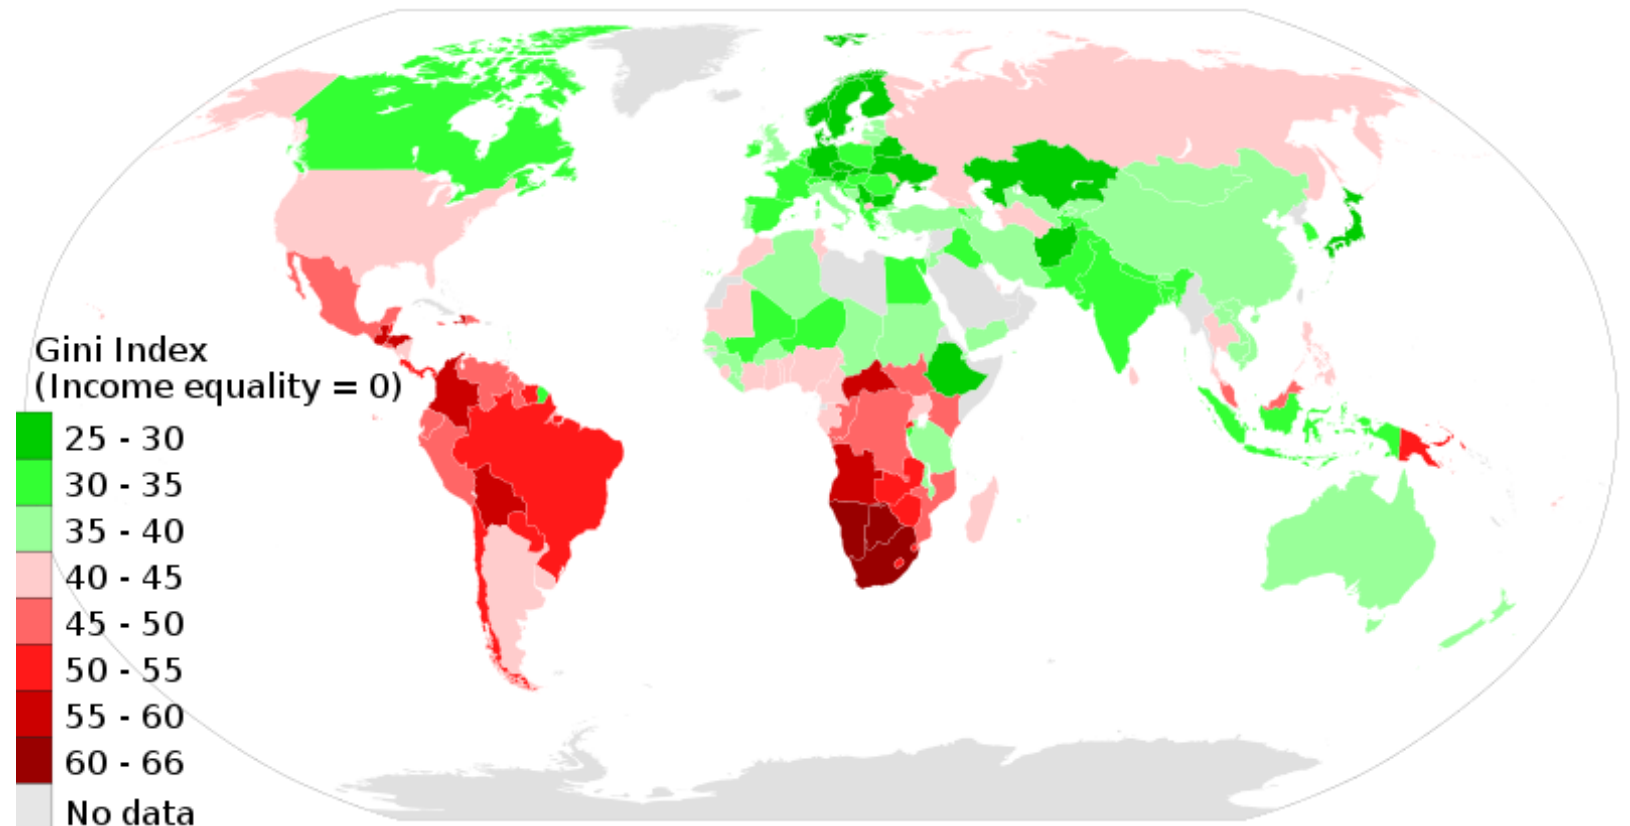 Gini Index
(Income equality = 0)
25 - 30
30 - 35
35 - 40
40 - 45
45 - 50
50 - 55
55 - 60
60 - 66
No data